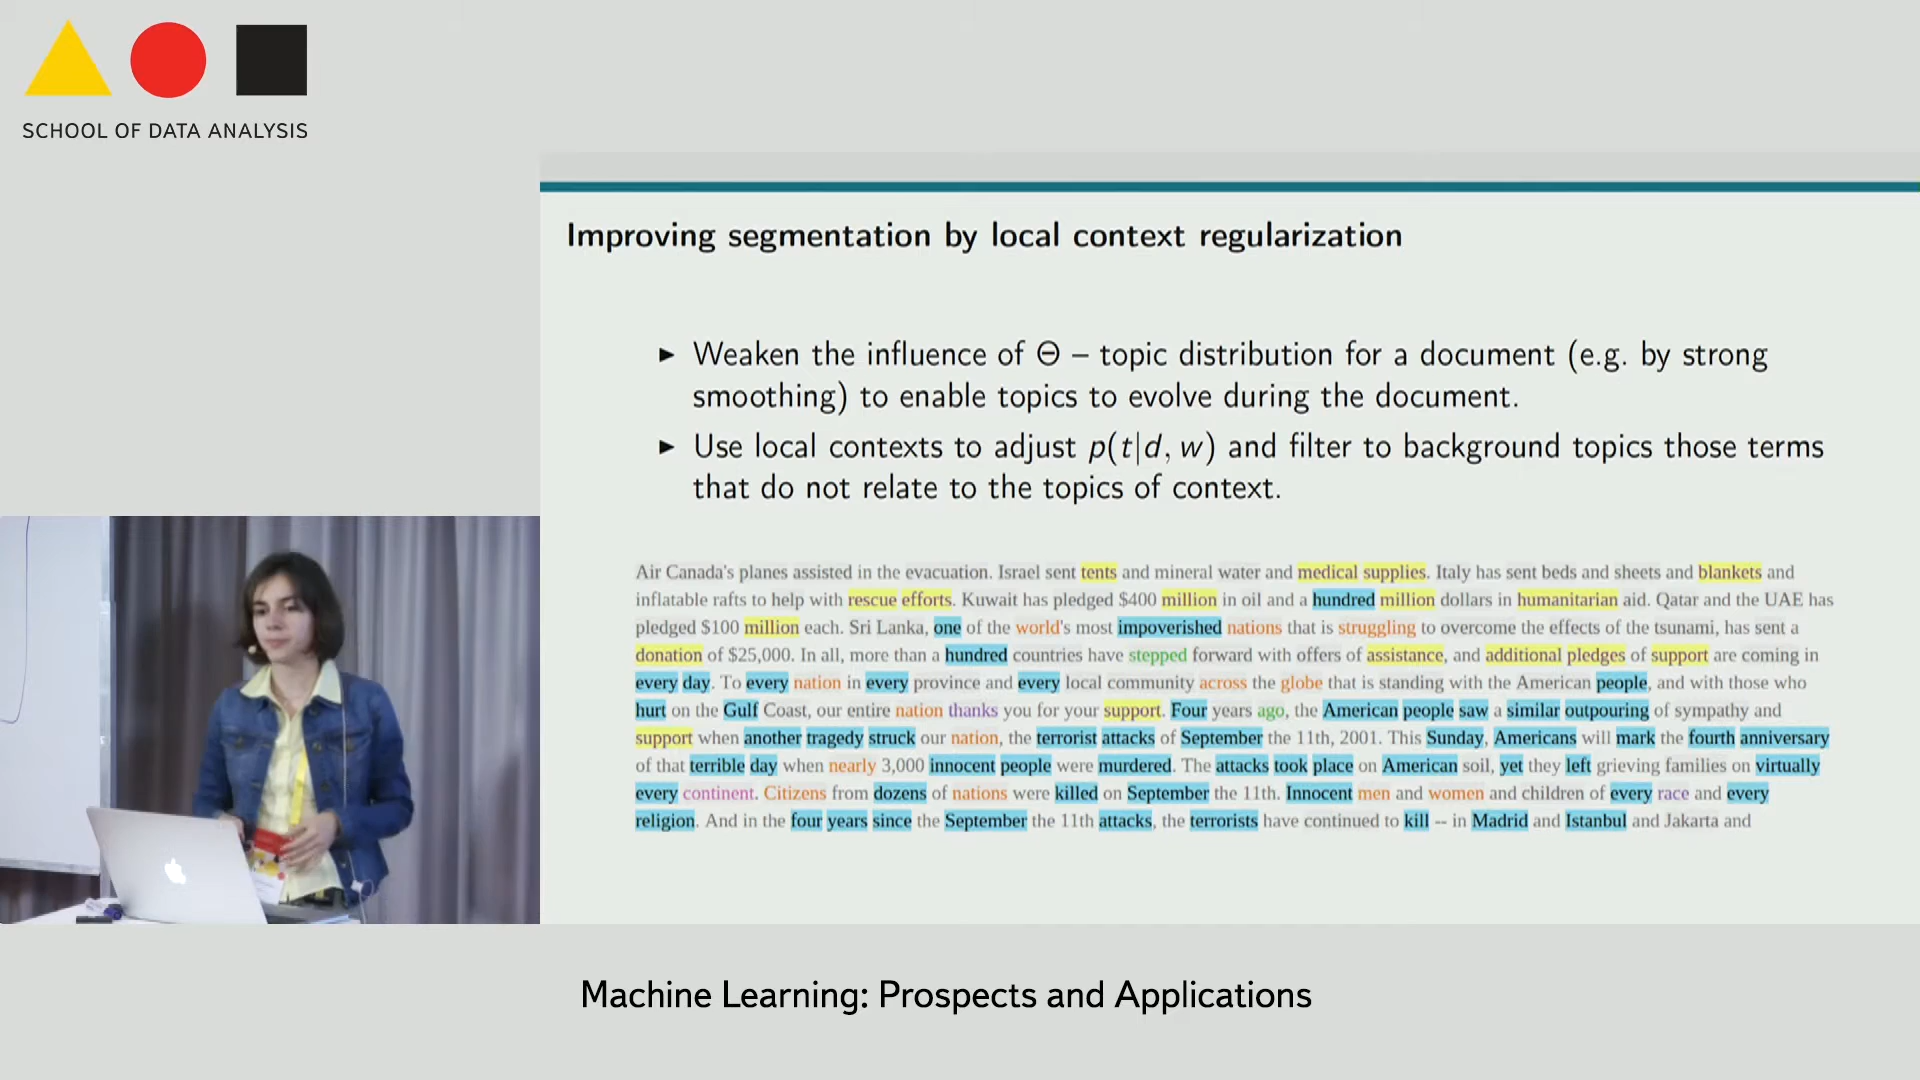 SCHOOL OF DATA ANALYSIS
Improving segmentation by local context regularization
► Weaken the influence of Θ – topic distribution for a document (e.g. by strong
smoothing) to enable topics to evolve during the document.
► Use local contexts to adjust p(t|d, w) and filter to background topics those terms
that do not relate to the topics of context.
Air Canada's planes assisted in the evacuation. Israel sent tents and mineral water and medical supplies. Italy has sent beds and sheets and blankets and
inflatable rafts to help with rescue efforts. Kuwait has pledged $400 million in oil and a hundred million dollars in humanitarian aid. Qatar and the UAE has
pledged $100 million each. Sri Lanka, one of the world's most impoverished nations that is struggling to overcome the effects of the tsunami, has sent a
donation of $25,000. In all, more than a hundred countries have stepped forward with offers of assistance, and additional pledges of support are coming in
every day. To every nation in every province and every local community across the globe that is standing with the American people, and with those who
hurt on the Gulf Coast, our entire nation thanks you for your support. Four years ago, the American people saw a similar outpouring of sympathy and
support when another tragedy struck our nation, the terrorist attacks of September the 11th, 2001. This Sunday, Americans will mark the fourth anniversary
of that terrible day when nearly 3,000 innocent people were murdered. The attacks took place on American soil, yet they left grieving families on virtually
every continent. Citizens from dozens of nations were killed on September the 11th. Innocent men and women and children of every race and every
religion. And in the four years since the September the 11th attacks, the terrorists have continued to kill -- in Madrid and Istanbul and Jakarta and
Machine Learning: Prospects and Applications